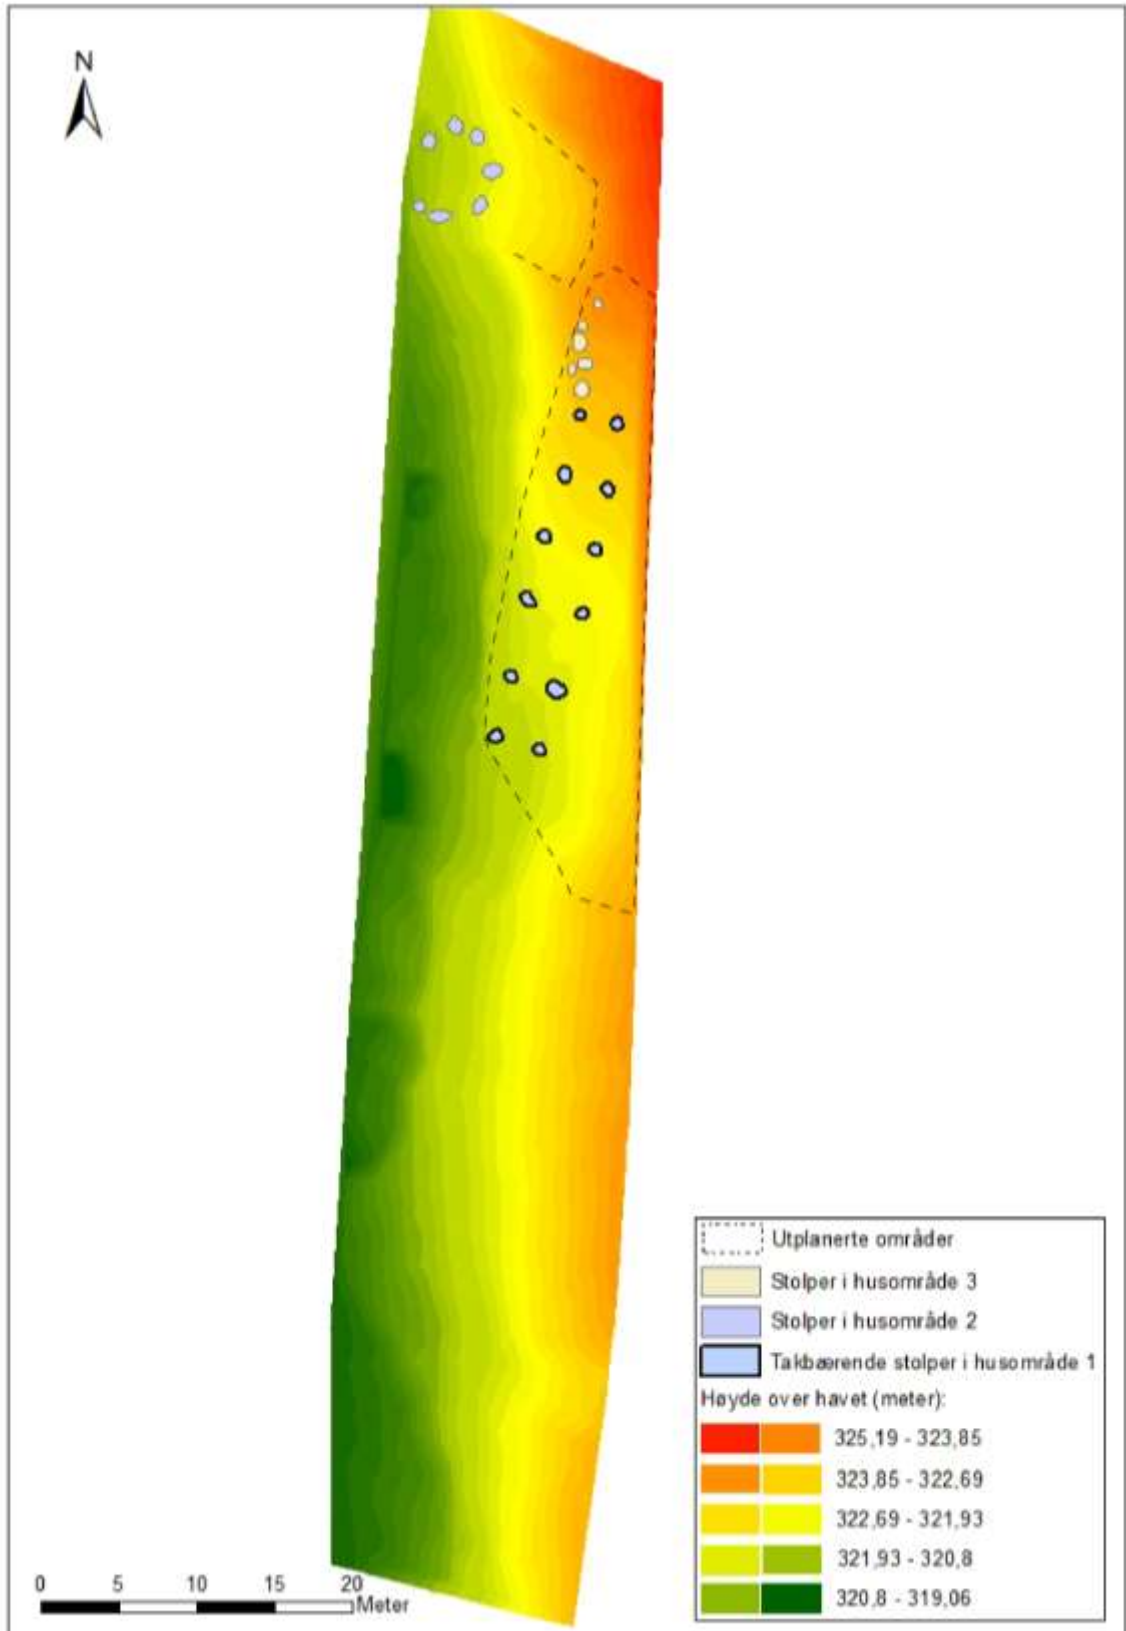 N
Utplanerte områder
Stolper i husområde 3
Stolper i husområde 2
Takbærende stolper i husområde 1
Høyde over havet (meter):
325,19 - 323,85
323,85 - 322,69
322,69 - 321,93
321,93 - 320,8
320,8 - 319,06
0 5 10 15 20
Meter